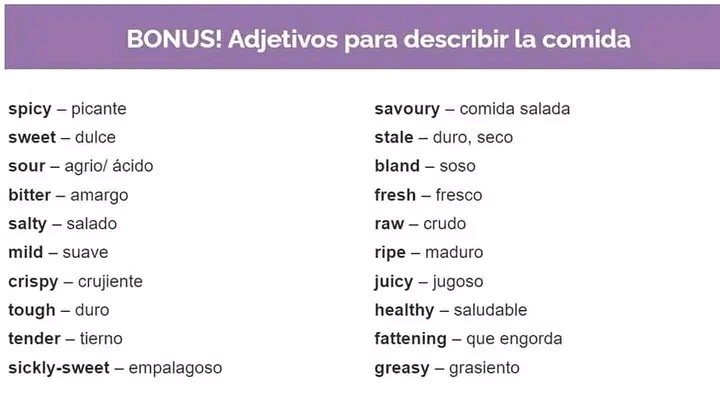 BONUS! Adjetivos para describir la comida
spicy – picante
sweet – dulce
sour – agrio/ ácido
bitter – amargo
salty – salado
mild – suave
crispy – crujiente
tough – duro
tender – tierno
sickly-sweet – empalagoso
savoury – comida salada
stale – duro, seco
bland – soso
fresh – fresco
raw – crudo
ripe – maduro
juicy – jugoso
healthy – saludable
fattening – que engorda
greasy – grasiento